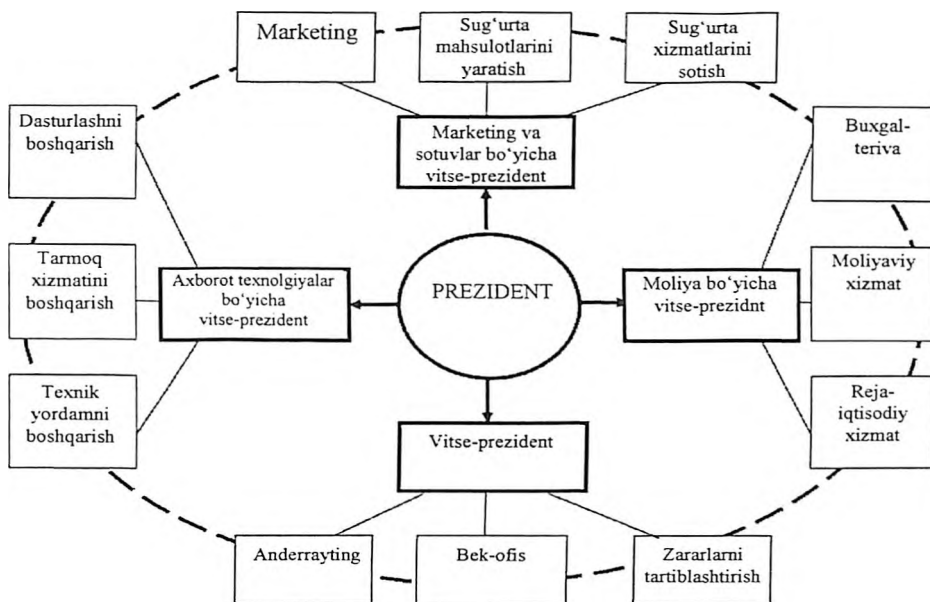 Marketing
Sug‘urta
mahsulotlarini
yaratish
Sug‘urta
xizmatlarini
sotish
Dasturlashni
boshqarish
Marketing va
sotuvlar bo‘yicha
vitse-prezident
Buxgal-
teriva
Tarmoq
xizmatini
boshqarish
Axborot texnolgiyalar
bo‘yicha
vitse-prezident
PREZIDENT
Moliya bo‘yicha
vitse-prezidnt
Moliyaviy
xizmat
Texnik
yordamni
boshqarish
Vitse-prezident
Reja-
iqtisodiy
xizmat
Anderrayting
Bek-ofis
Zararlarni
tartiblashtirish